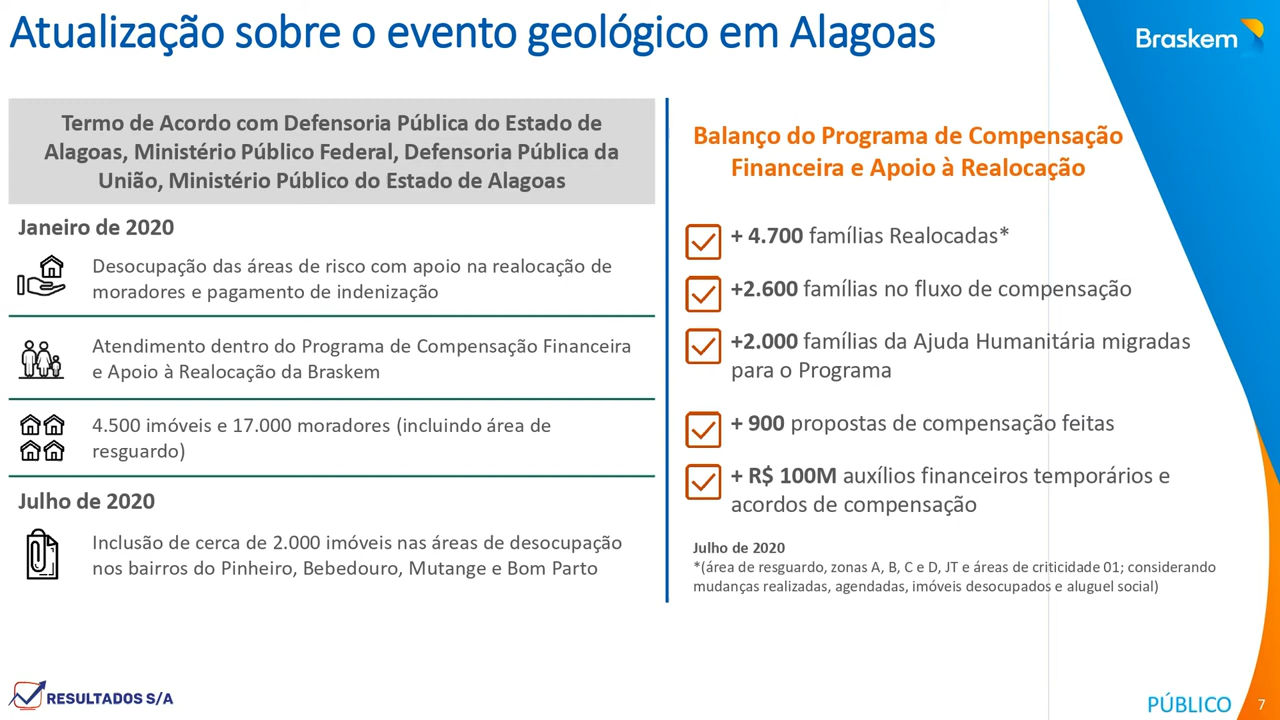 Atualização sobre o evento geológico em Alagoas
Braskem
Termo de Acordo com Defensoria Pública do Estado de
Alagoas, Ministério Público Federal, Defensoria Pública da
União, Ministério Público do Estado de Alagoas
Janeiro de 2020
Desocupação das áreas de risco com apoio na realocação de
moradores e pagamento de indenização
Atendimento dentro do Programa de Compensação Financeira
e Apoio à Realocação da Braskem
4.500 imóveis e 17.000 moradores (incluindo área de
resguardo)
Julho de 2020
Inclusão de cerca de 2.000 imóveis nas áreas de desocupação
nos bairros do Pinheiro, Bebedouro, Mutange e Bom Parto
Balanço do Programa de Compensação
Financeira e Apoio à Realocação
+ 4.700 famílias Realocadas*
+2.600 famílias no fluxo de compensação
+2.000 famílias da Ajuda Humanitária migradas
para o Programa
+ 900 propostas de compensação feitas
+ R$ 100M auxílios financeiros temporários e
acordos de compensação
Julho de 2020
*(área de resguardo, zonas A, B, C e D, JT e áreas de criticidade 01; considerando
mudanças realizadas, agendadas, imóveis desocupados e aluguel social)
RESULTADOS S/A
PÚBLICO
7